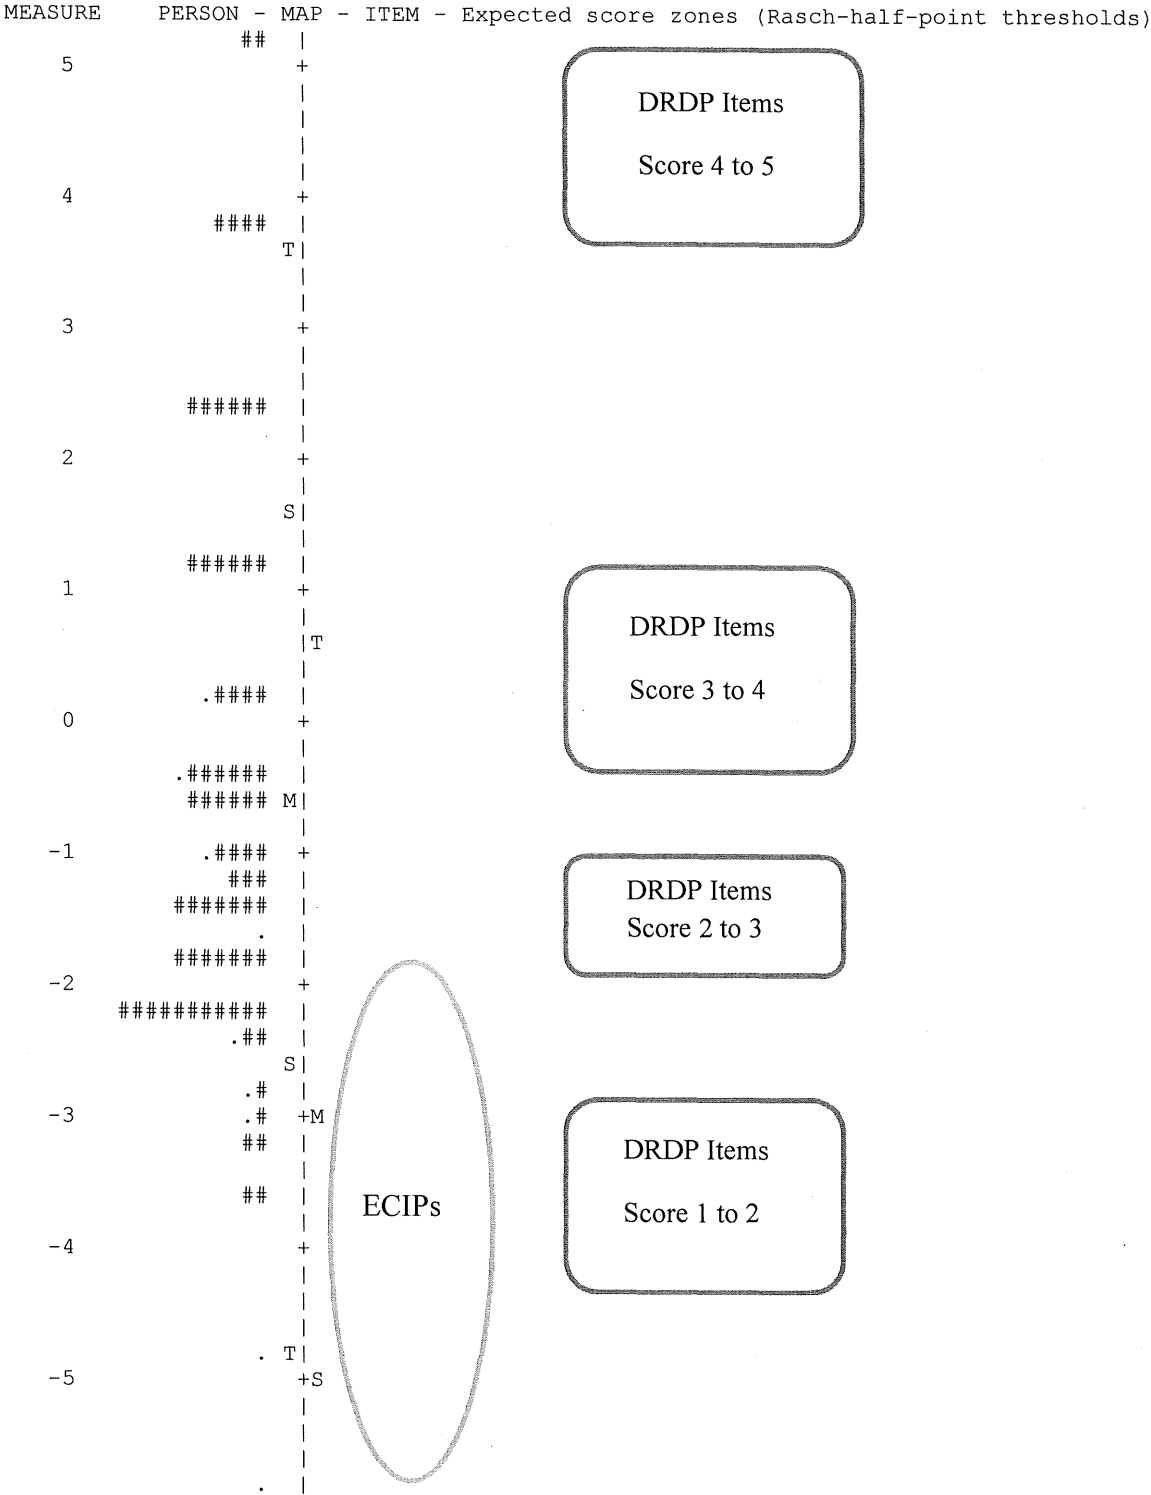 MEASURE PERSON - MAP - ITEM - Expected score zones (Rasch-half-point thresholds)
## |
5 +
|
DRDP Items
|
|
Score 4 to 5
|
4 +
#### |
T|
|
|
3 +
|
|
###### |
|
2 +
|
S|
|
###### |
1 +
|
DRDP Items
|T
|
Score 3 to 4
.#### |
0 +
|
.###### |
###### M|
|
-1 .#### +
### |
DRDP Items
####### |
Score 2 to 3
. |
####### |
-2 +
########### |
.## |
S|
.# |
-3 .# +M
## |
DRDP Items
|
## |
ECIPs
Score 1 to 2
|
-4 +
|
|
|
. T|
-5 +S
|
|
|
. |